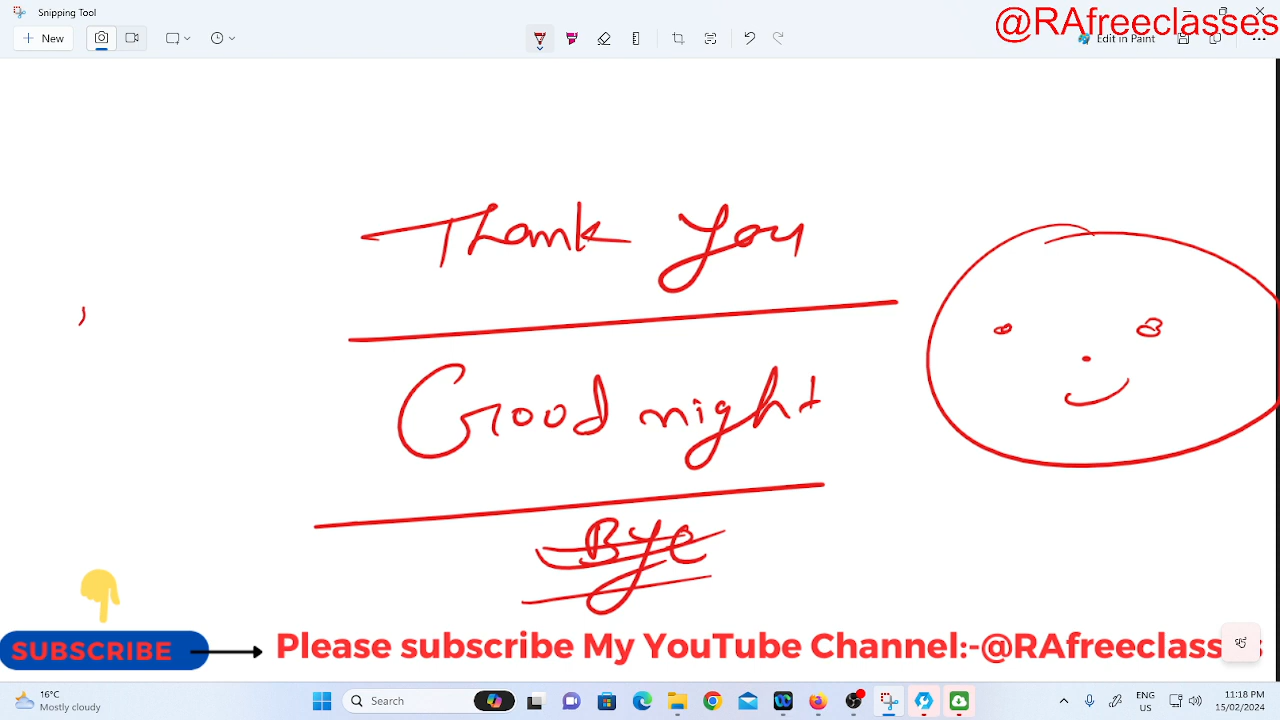 Snipping Tool
@RAfreeclasses
New
Edit in Paint
Thank you
Good night
Bye
SUBSCRIBE
Please subscribe My YouTube Channel:-@RAfreeclasses
16°C
Mostly cloudy
Search
ENG
US
11:18 PM
15/02/2024